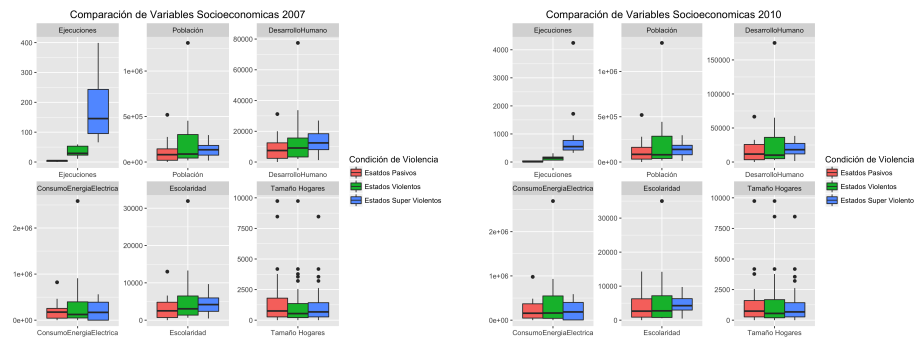 Comparación de Variables Socioeconomicas 2007
Ejecuciones
Población
DesarrolloHumano
400
300
200
100
0
1e+06
5e+05
0e+00
80000
60000
40000
20000
0
Ejecuciones
Población
DesarrolloHumano
ConsumoEnergiaElectrica
Escolaridad
Tamaño Hogares
2e+06
1e+06
0e+00
30000
20000
10000
0
10000
7500
5000
2500
0
ConsumoEnergiaElectrica
Escolaridad
Tamaño Hogares
Condición de Violencia
Esatdos Pasivos
Estados Violentos
Estados Super Violentos
Comparación de Variables Socioeconomicas 2010
Ejecuciones
Población
DesarrolloHumano
4000
3000
2000
1000
0
1e+06
5e+05
0e+00
150000
100000
50000
0
Ejecuciones
Población
DesarrolloHumano
ConsumoEnergiaElectrica
Escolaridad
Tamaño Hogares
2e+06
1e+06
0e+00
30000
20000
10000
0
10000
7500
5000
2500
0
ConsumoEnergiaElectrica
Escolaridad
Tamaño Hogares
Condición de Violencia
Esatdos Pasivos
Estados Violentos
Estados Super Violento